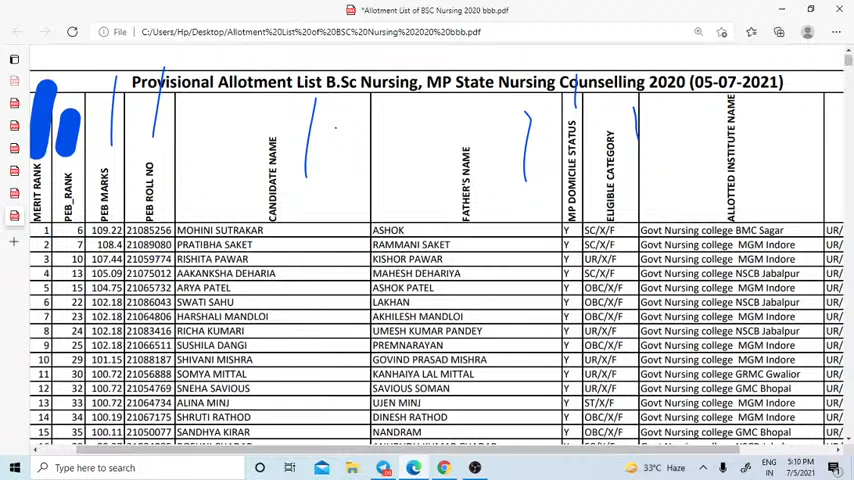 *Allotment List of BSC Nursing 2020 bbb.pdf
File | C:/Users/Hp/Desktop/Allotment%20List%20of%20BSC%20Nursing%202020%20bbb.pdf
Provisional Allotment List B.Sc Nursing, MP State Nursing Counselling 2020 (05-07-2021)
MERIT RANK PEB_RANK PEB MARKS PEB ROLL NO CANDIDATE NAME FATHER'S NAME MP DOMICILE STATUS ELIGIBLE CATEGORY ALLOTTED INSTITUTE NAME
1 6 109.22 21085256 MOHINI SUTRAKAR ASHOK Y SC/X/F Govt Nursing college BMC Sagar UR/
2 7 108.4 21089080 PRATIBHA SAKET RAMMANI SAKET Y SC/X/F Govt Nursing college MGM Indore UR/
3 10 107.44 21059774 RISHITA PAWAR KISHOR PAWAR Y UR/X/F Govt Nursing college MGM Indore UR/
4 13 105.09 21075012 AAKANKSHA DEHARIA MAHESH DEHARIYA Y SC/X/F Govt Nursing college NSCB Jabalpur UR/
5 15 104.75 21065732 ARYA PATEL ASHOK PATEL Y OBC/X/F Govt Nursing college MGM Indore UR/
6 22 102.18 21086043 SWATI SAHU LAKHAN Y OBC/X/F Govt Nursing college NSCB Jabalpur UR/
7 23 102.18 21064806 HARSHALI MANDLOI AKHILESH MANDLOI Y OBC/X/F Govt Nursing college MGM Indore UR/
8 24 102.18 21083416 RICHA KUMARI UMESH KUMAR PANDEY Y UR/X/F Govt Nursing college NSCB Jabalpur UR/
9 25 102.18 21066511 SUSHILA DANGI PREMNARAYAN Y OBC/X/F Govt Nursing college MGM Indore UR/
10 29 101.15 21088187 SHIVANI MISHRA GOVIND PRASAD MISHRA Y UR/X/F Govt Nursing college MGM Indore UR/
11 30 100.72 21056888 SOMYA MITTAL KANHAIYA LAL MITTAL Y UR/X/F Govt Nursing college GRMC Gwalior UR/
12 32 100.72 21054769 SNEHA SAVIOUS SAVIOUS SOMAN Y UR/X/F Govt Nursing college GMC Bhopal UR/
13 33 100.72 21064244 ALINA MINJ UJEN MINJ Y ST/X/F Govt Nursing college GMC Bhopal UR/
14 34 100.19 21067175 SHRUTI RATHOD DINESH RATHOD Y OBC/X/F Govt Nursing college MGM Indore UR/
15 35 100.11 21050077 SANDHYA KIRAR NANDRAM Y OBC/X/F Govt Nursing college GMC Bhopal UR/
Type here to search
33°C Haze
ENG
IN
5:10 PM
7/5/2021